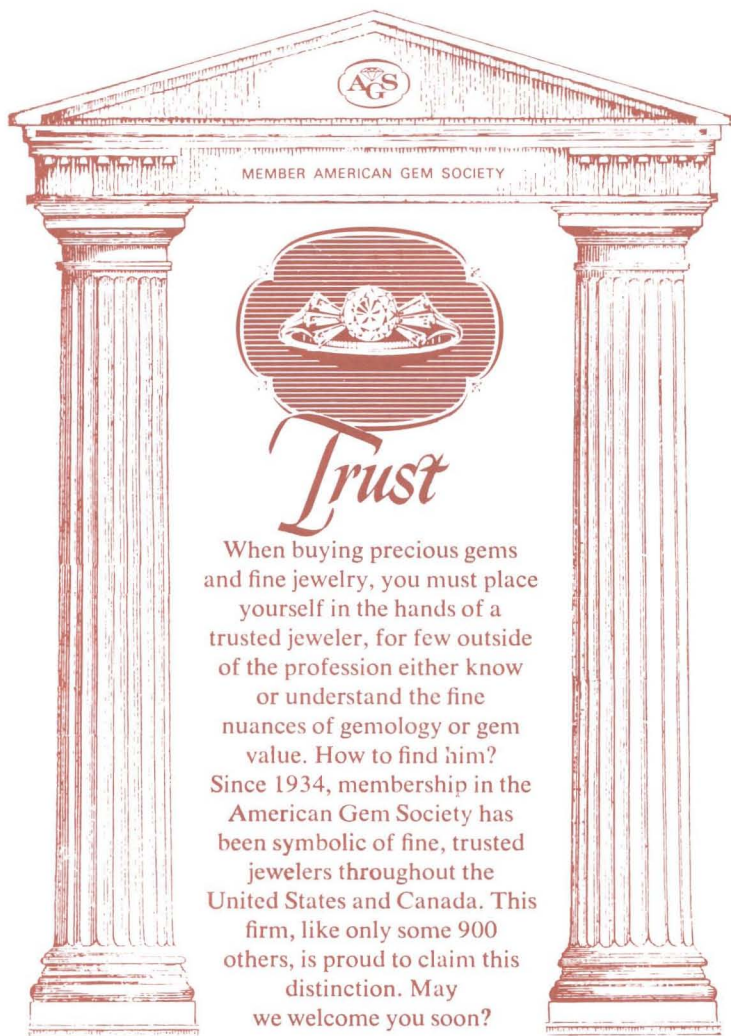 AGS
MEMBER AMERICAN GEM SOCIETY
Trust
When buying precious gems
and fine jewelry, you must place
yourself in the hands of a
trusted jeweler, for few outside
of the profession either know
or understand the fine
nuances of gemology or gem
value. How to find him?
Since 1934, membership in the
American Gem Society has
been symbolic of fine, trusted
jewelers throughout the
United States and Canada. This
firm, like only some 900
others, is proud to claim this
distinction. May
we welcome you soon?